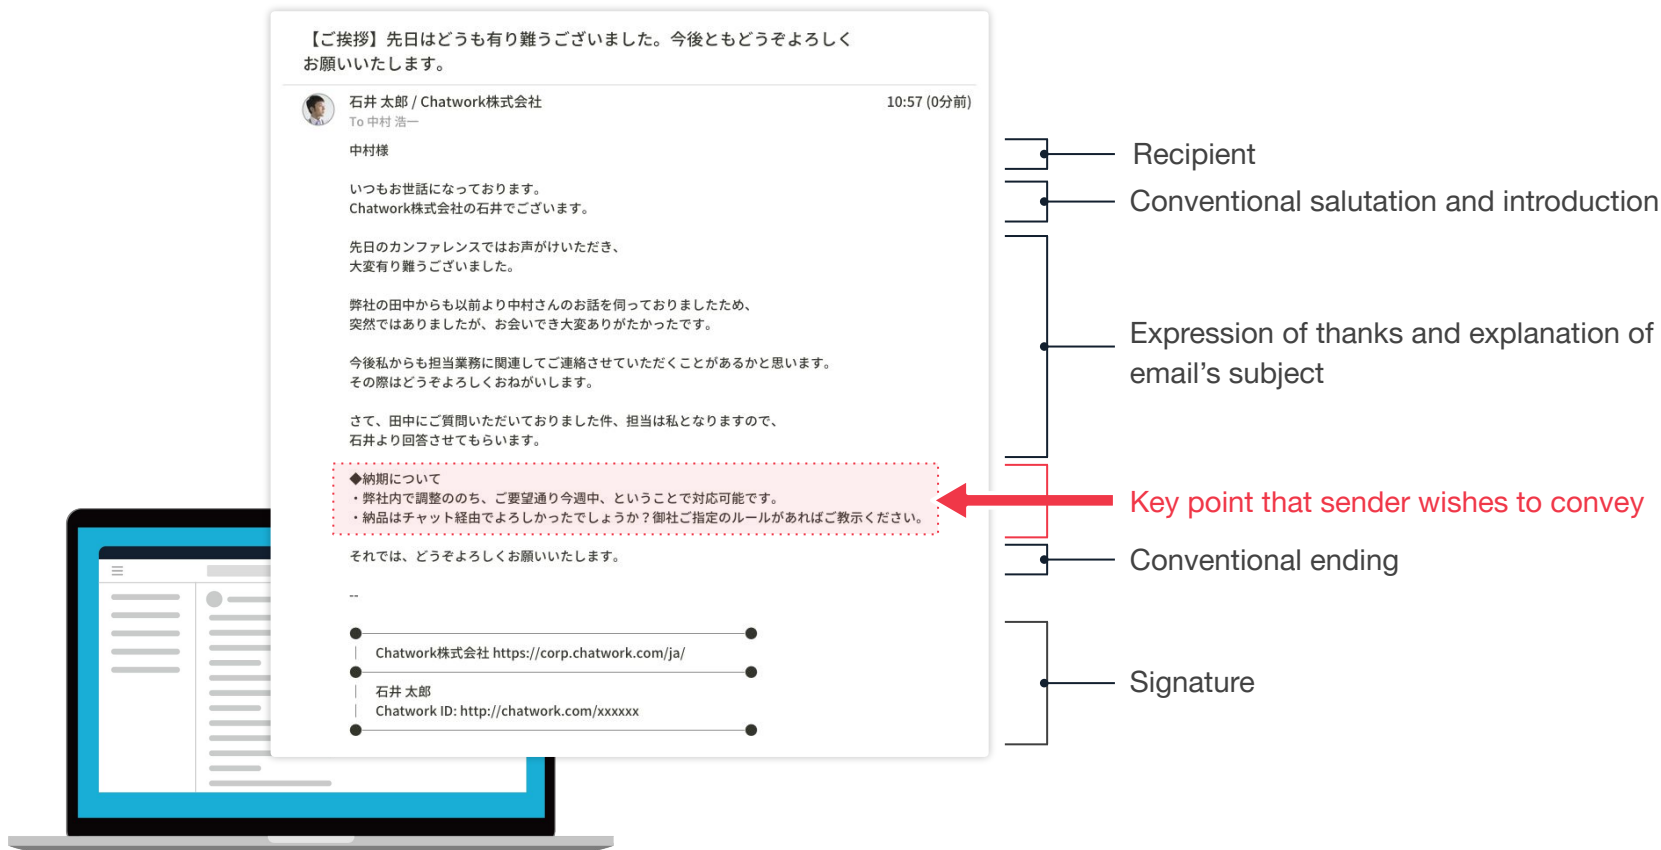 【ご挨拶】先日はどうも有り難うございました。今後ともどうぞよろしく
お願いいたします。
石井 太郎 / Chatwork株式会社
10:57 (0分前)
To 中村 浩一
中村様
いつもお世話になっております。
Chatwork株式会社の石井でございます。
先日のカンファレンスではお声がけいただき、
大変有り難うございました。
弊社の田中からも以前より中村さんのお話を伺っておりましたため、
突然ではありましたが、お会いでき大変ありがたかったです。
今後私からも担当業務に関連してご連絡させていただくことがあるかと思います。
その際はどうぞよろしくおねがいします。
さて、田中にご質問いただいておりました件、担当は私となりますので、
石井より回答させてもらいます。
◆納期について
・弊社内で調整ののち、ご要望通り今週中、ということで対応可能です。
・納品はチャット経由でよろしかったでしょうか？御社ご指定のルールがあればご教示ください。
それでは、どうぞよろしくお願いいたします。
--
Chatwork株式会社 https://corp.chatwork.com/ja/
石井 太郎
Chatwork ID: http://chatwork.com/xxxxxx
Recipient
Conventional salutation and introduction
Expression of thanks and explanation of
email’s subject
Key point that sender wishes to convey
Conventional ending
Signature